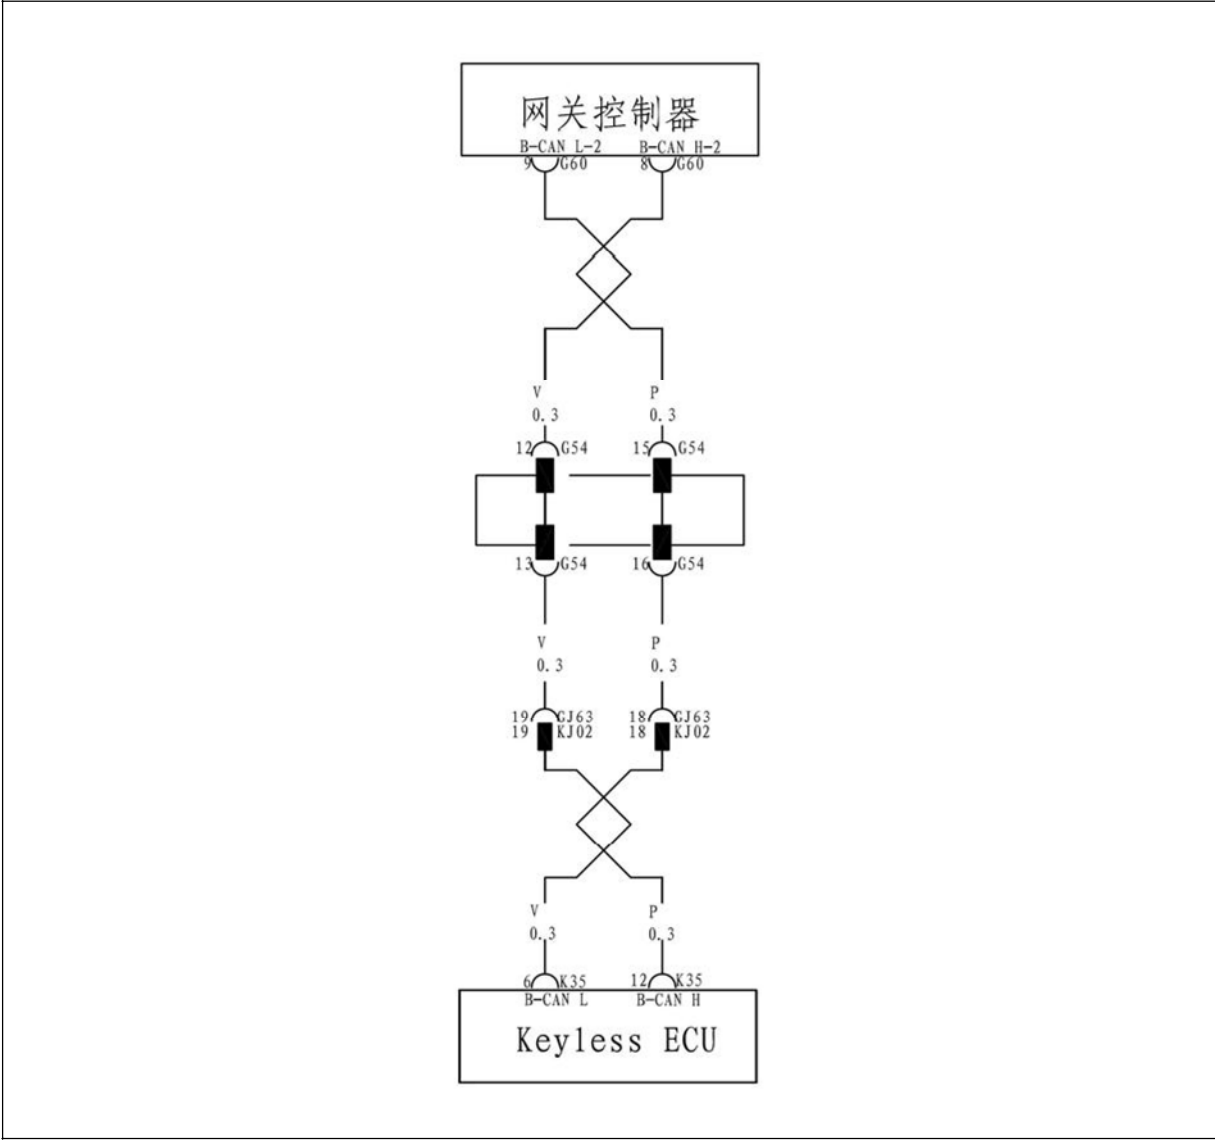 网关控制器
B-CAN L-2 B-CAN H-2
9 G60 8 G60
V P
0.3 0.3
12 G54 15 G54
13 G54 16 G54
V P
0.3 0.3
19 GJ63 18 GJ63
19 KJ02 18 KJ02
V P
0.3 0.3
6 K35 12 K35
B-CAN L B-CAN H
Keyless ECU